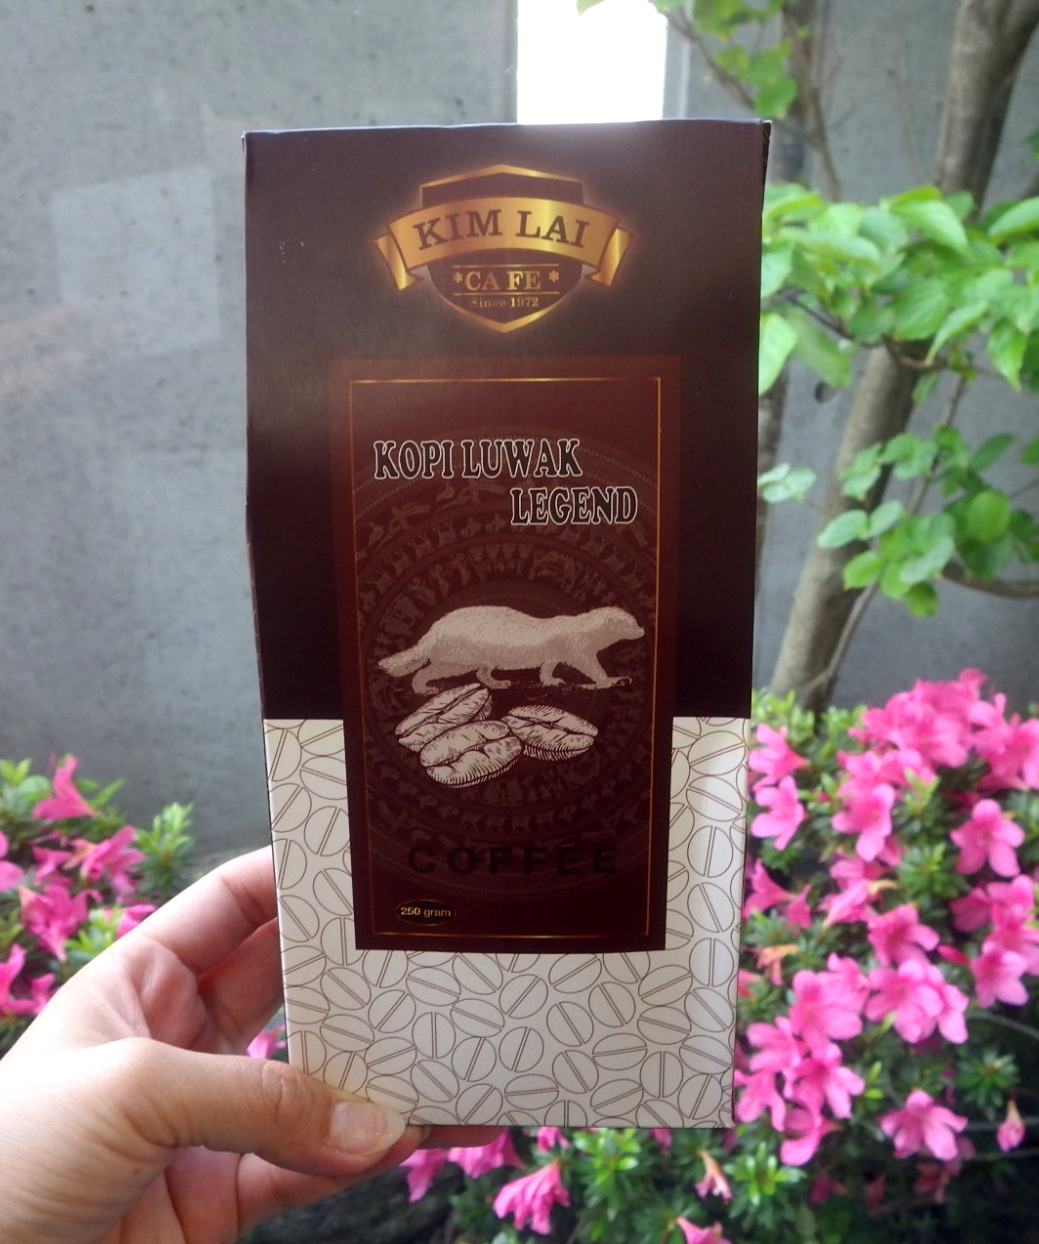 KIM LAI
*CA FE*
Since 1972
KOPI LUWAK
LEGEND
COFFEE
250 gram